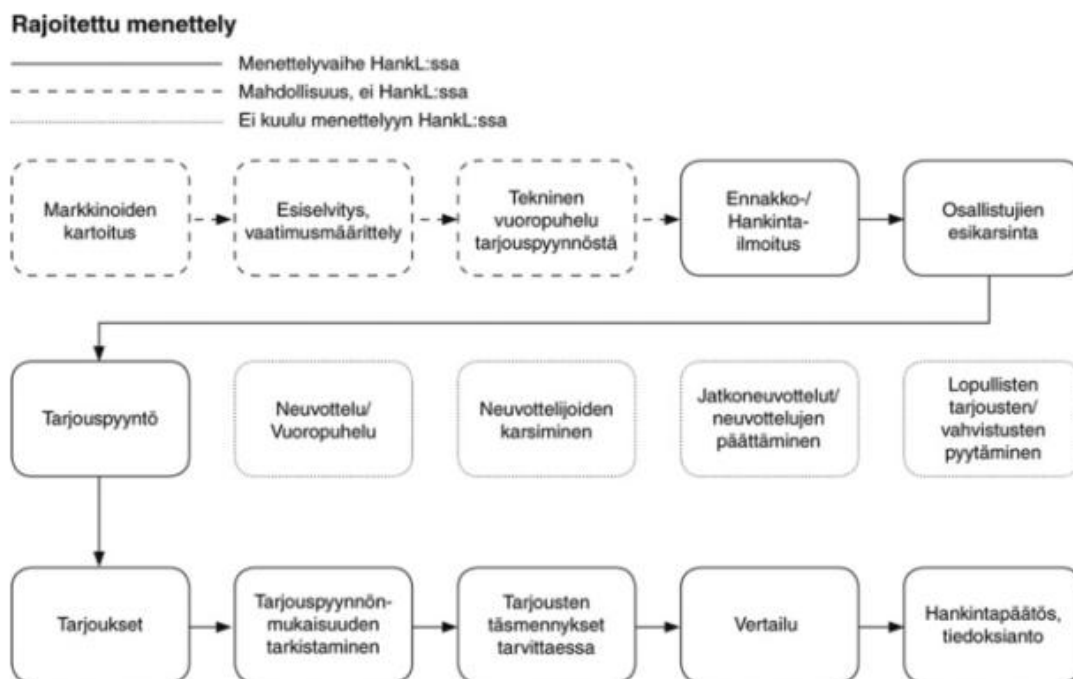 Rajoitettu menettely
Menettelyvaihe HankL:ssa
Mahdollisuus, ei HankL:ssa
Ei kuulu menettelyyn HankL:ssa
Markkinoiden
kartoitus
Esiselvitys,
vaatimusmäärittely
Tekninen
vuoropuhelu
tarjouspyynnöstä
Ennakko-/
Hankinta-
ilmoitus
Osallistujien
esikarsinta
Tarjouspyyntö
Neuvottelu/
Vuoropuhelu
Neuvottelijoiden
karsiminen
Jatkoneuvottelut/
neuvottelujen
päättäminen
Lopullisten
tarjousten/
vahvistusten
pyytäminen
Tarjoukset
Tarjouspyynnön-
mukaisuuden
tarkistaminen
Tarjousten
täsmennykset
tarvittaessa
Vertailu
Hankintapäätös,
tiedoksianto